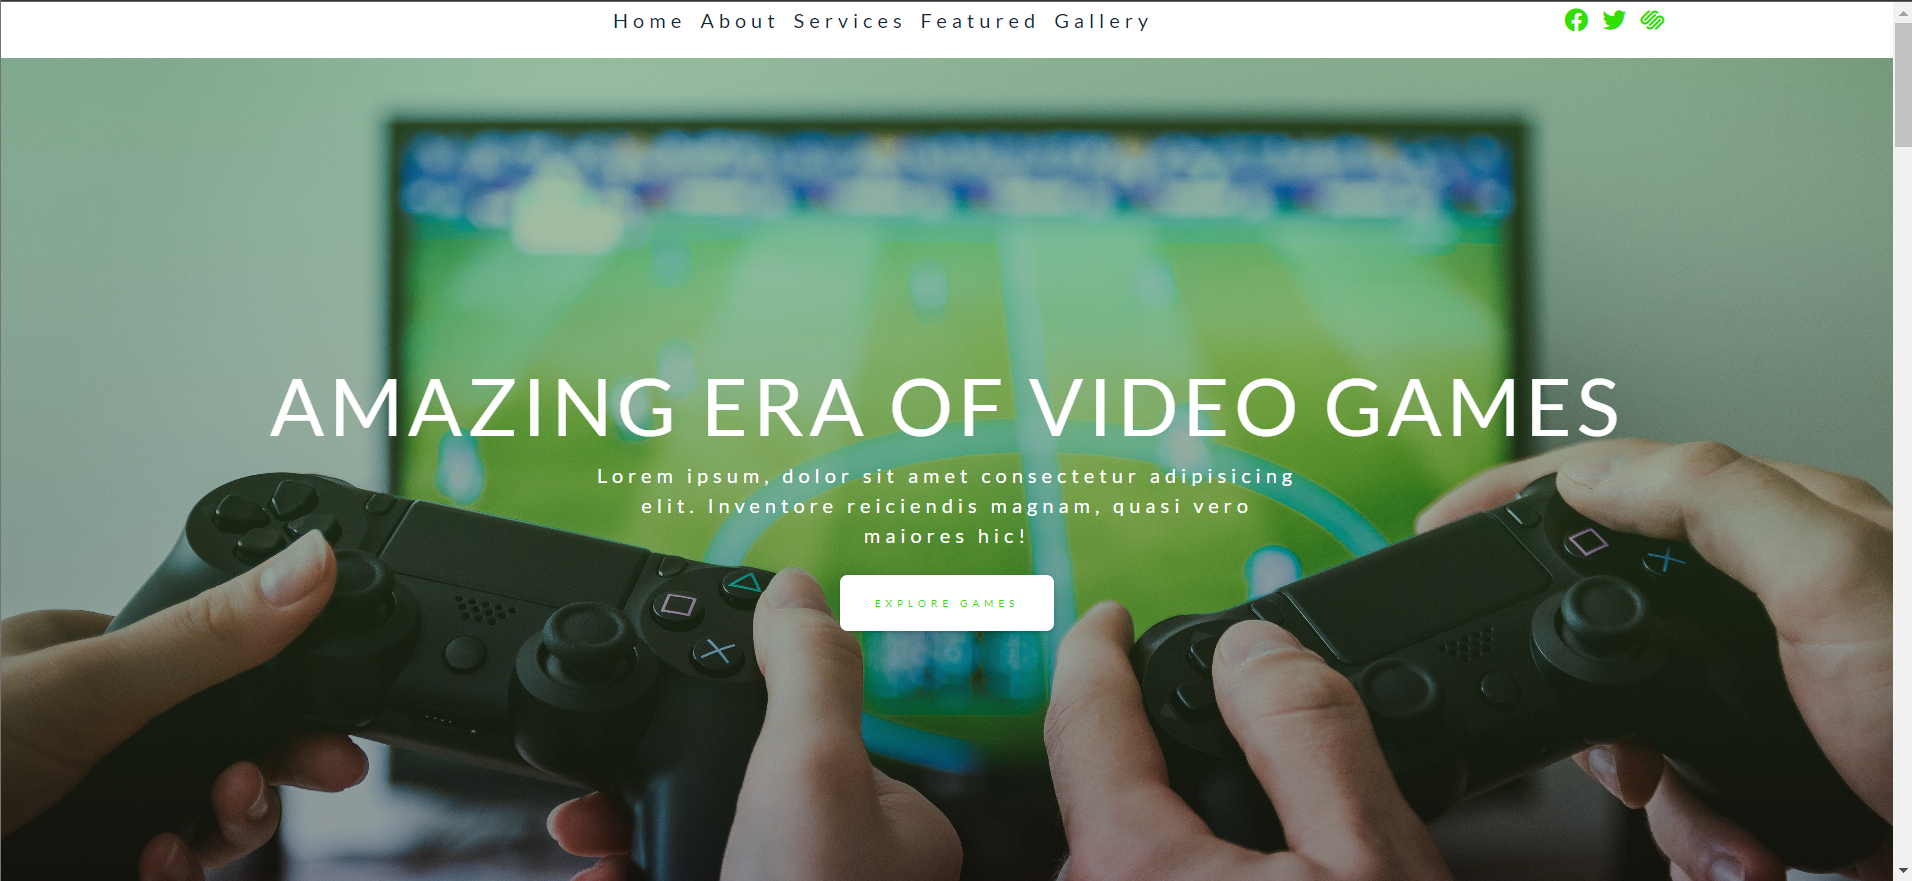 Home About Services Featured Gallery
AMAZING ERA OF VIDEO GAMES
Lorem ipsum, dolor sit amet consectetur adipisicing
elit. Inventore reiciendis magnam, quasi vero
maiores hic!
EXPLORE GAMES